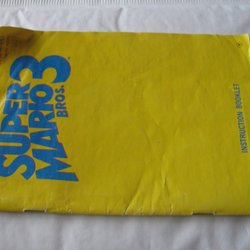 SUPER
MARIO
BROS. 3
INSTRUCTION BOOKLET